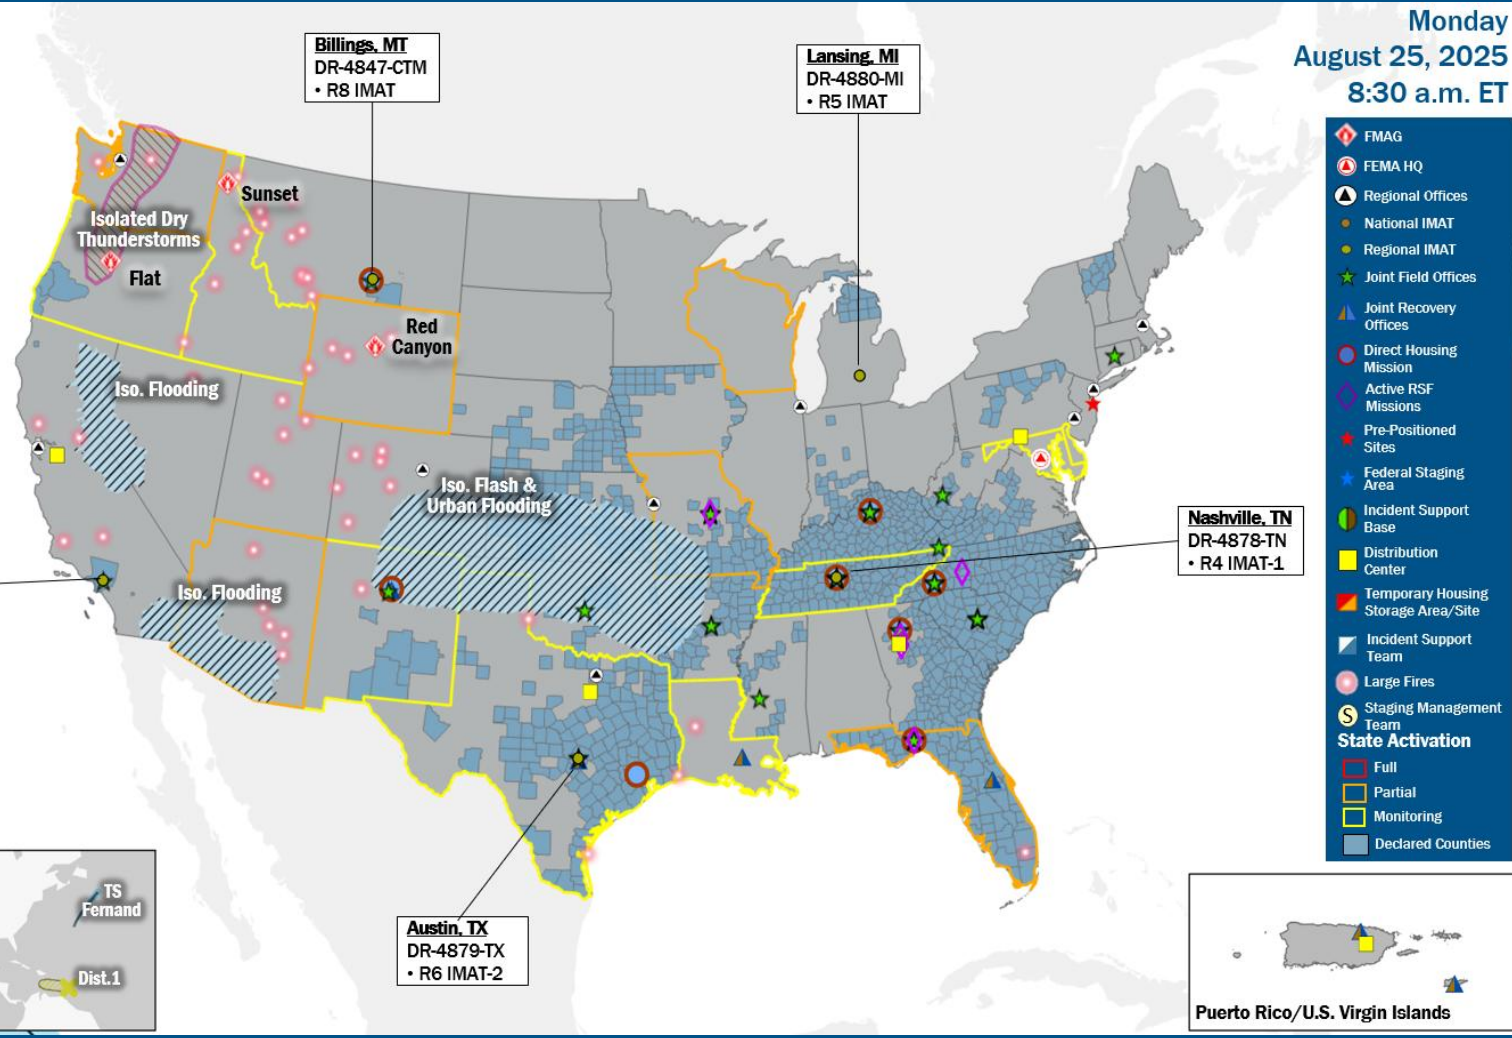 Monday
August 25, 2025
8:30 a.m. ET
Billings, MT
DR-4847-CTM
• R8 IMAT
Lansing, MI
DR-4880-MI
• R5 IMAT
Sunset
Isolated Dry
Thunderstorms
Flat
Red
Canyon
Iso. Flooding
Iso. Flash &
Urban Flooding
Iso. Flooding
Nashville, TN
DR-4878-TN
• R4 IMAT-1
Austin, TX
DR-4879-TX
• R6 IMAT-2
TS
Fernand
Dist.1
Puerto Rico/U.S. Virgin Islands
FMAG
FEMA HQ
Regional Offices
National IMAT
Regional IMAT
Joint Field Offices
Joint Recovery
Offices
Direct Housing
Mission
Active RSF
Missions
Pre-Positioned
Sites
Federal Staging
Area
Incident Support
Base
Distribution
Center
Temporary Housing
Storage Area/Site
Incident Support
Team
Large Fires
S
Staging Management
Team
State Activation
Full
Partial
Monitoring
Declared Counties